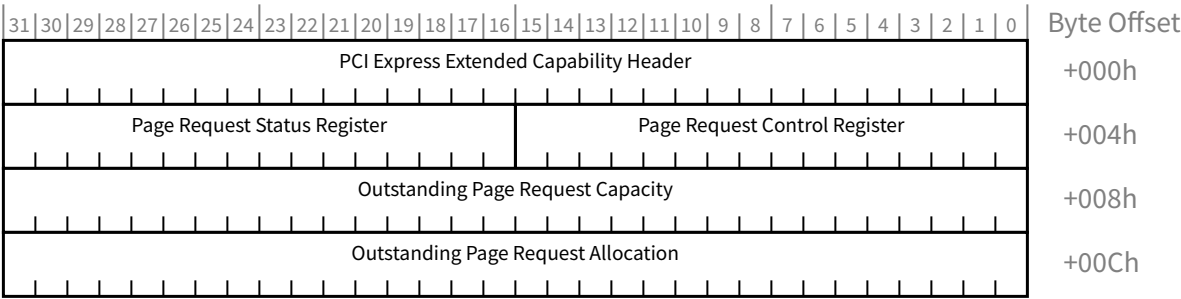 31 30 29 28 27 26 25 24 23 22 21 20 19 18 17 16 15 14 13 12 11 10 9 8 7 6 5 4 3 2 1 0 Byte Offset
PCI Express Extended Capability Header +000h
Page Request Status Register Page Request Control Register +004h
Outstanding Page Request Capacity +008h
Outstanding Page Request Allocation +00Ch